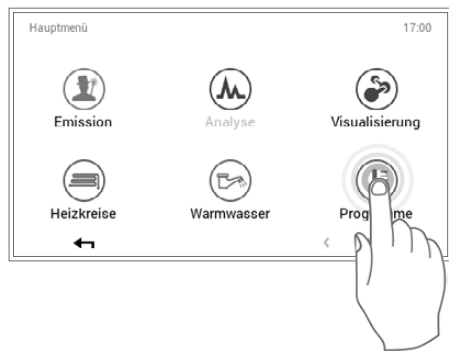 Hauptmenü 17:00
Emission Analyse Visualisierung
Heizkreise Warmwasser